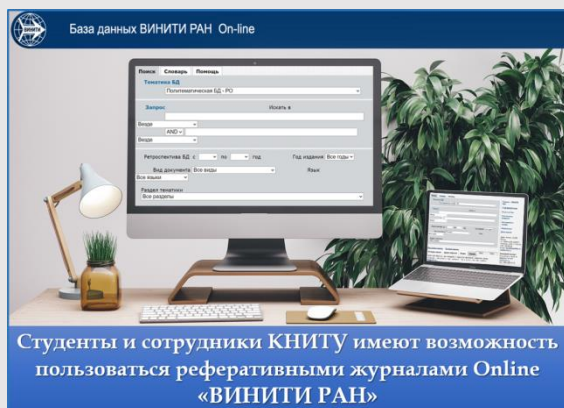 ВИНИТИ
База данных ВИНИТИ РАН On-line
Поиск Словарь Помощь
Тематика БД
Политематическая БД - PO
Запрос Искать в
Везде
AND
Везде
Ретроспектива БД с по год Год издания Все годы
Вид документа Все виды Язык
Все языки
Раздел тематики
Все разделы
Студенты и сотрудники КНИТУ имеют возможность
пользоваться реферативными журналами Online
«ВИНИТИ РАН»